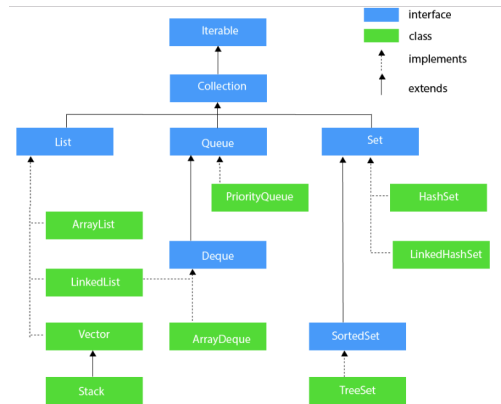 Iterable
interface
class
implements
extends
Collection
List
Queue
Set
PriorityQueue
HashSet
ArrayList
LinkedHashSet
Deque
LinkedList
Vector
ArrayDeque
SortedSet
Stack
TreeSet